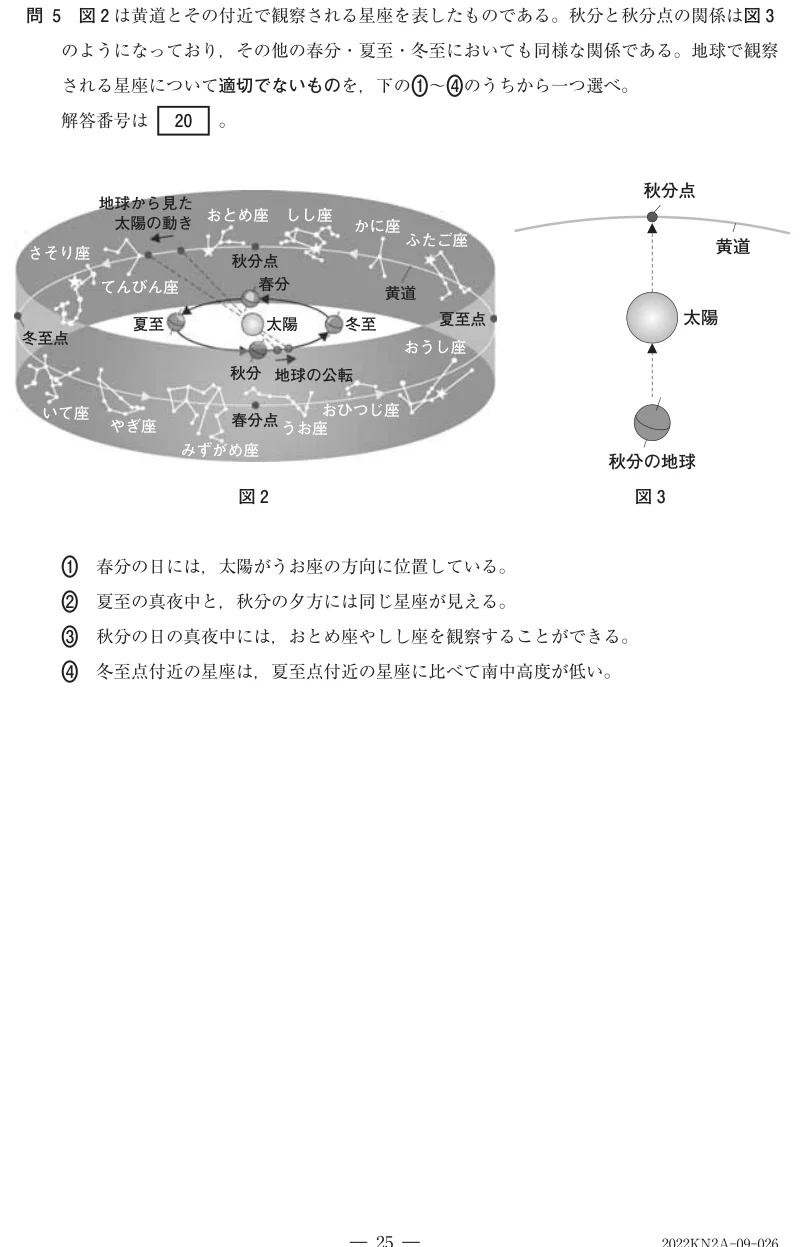 問 5 図 2 は黄道とその付近で観察される星座を表したものである。秋分と秋分点の関係は図 3
のようになっており，その他の春分・夏至・冬至においても同様な関係である。地球で観察
される星座について適切でないものを，下の①～④のうちから一つ選べ。
解答番号は 20 。
地球から見た
太陽の動き
おとめ座
しし座
かに座
ふたご座
さそり座
てんびん座
秋分点
黄道
春分
夏至
太陽
冬至
夏至点
冬至点
おうし座
秋分
地球の公転
いて座
やぎ座
みずがめ座
春分点
うお座
おひつじ座
図 2
秋分点
黄道
太陽
秋分の地球
図 3
① 春分の日には，太陽がうお座の方向に位置している。
② 夏至の真夜中と，秋分の夕方には同じ星座が見える。
③ 秋分の日の真夜中には，おとめ座やしし座を観察することができる。
④ 冬至点付近の星座は，夏至点付近の星座に比べて南中高度が低い。
— 25 —
2022KN2A-09-026